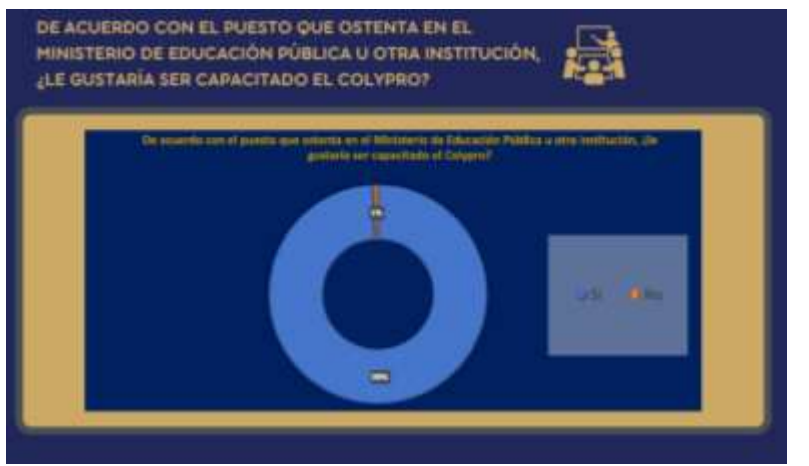 DE ACUERDO CON EL PUESTO QUE OSTENTA EN EL
MINISTERIO DE EDUCACIÓN PÚBLICA U OTRA INSTITUCIÓN,
¿LE GUSTARÍA SER CAPACITADO EL COLYPRO?
De acuerdo con el puesto que ostenta en el Ministerio de Educación Pública u otra institución, ¿le
gustaría ser capacitado el Colypro?
1%
Sí No